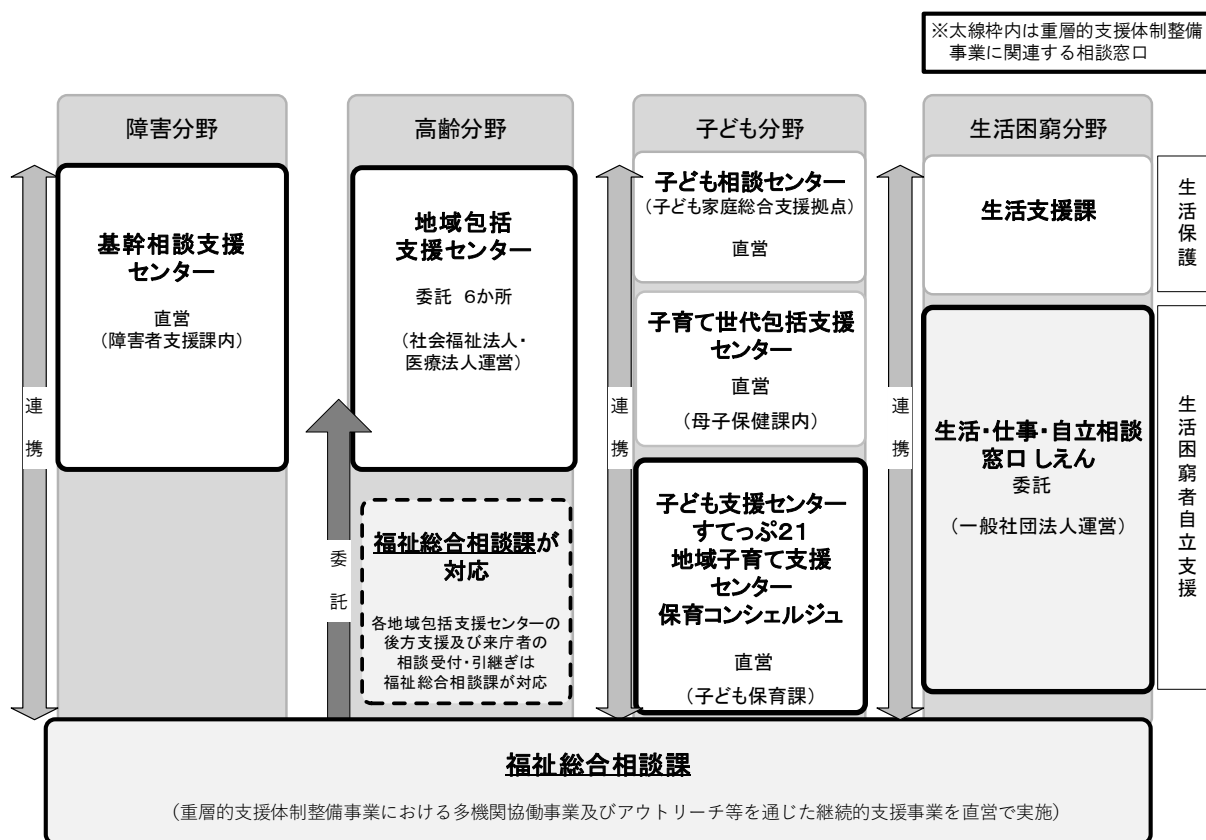 ※太線枠内は重層的支援体制整備
事業に関連する相談窓口
障害分野
高齢分野
子ども分野
生活困窮分野
連携
基幹相談支援
センター
直営
（障害者支援課内）
委託
地域包括
支援センター
委託 6か所
（社会福祉法人・
医療法人運営）
福祉総合相談課が
対応
各地域包括支援センターの
後方支援及び来庁者の
相談受付・引継ぎは
福祉総合相談課が対応
連携
子ども相談センター
（子ども家庭総合支援拠点）
直営
子育て世代包括支援
センター
直営
（母子保健課内）
子ども支援センター
すてっぷ21
地域子育て支援
センター
保育コンシェルジュ
直営
（子ども保育課）
連携
生活支援課
生活保護
生活・仕事・自立相談
窓口 しえん
委託
（一般社団法人運営）
生活困窮者自立支援
福祉総合相談課
（重層的支援体制整備事業における多機関協働事業及びアウトリーチ等を通じた継続的支援事業を直営で実施）